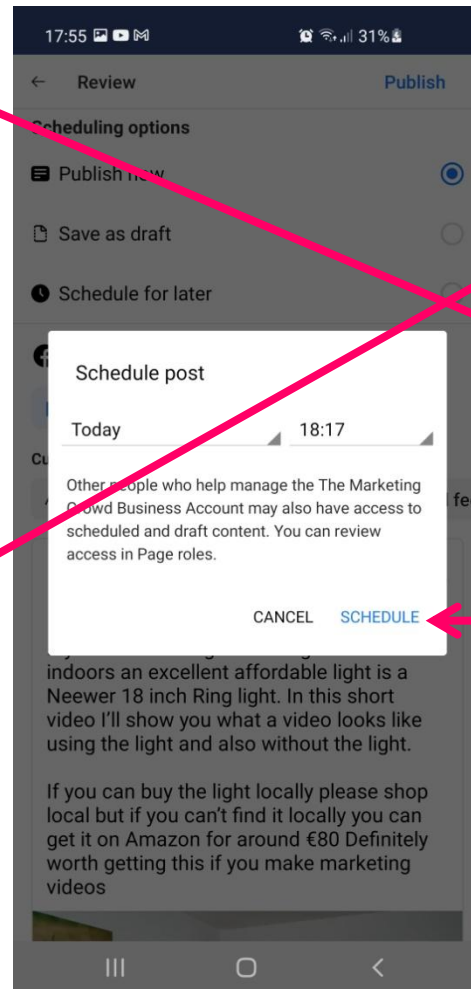 17:55 31%
Review Publish
Scheduling options
Publish now
Save as draft
Schedule for later
Schedule post
Today 18:17
Cu
Other people who help manage the The Marketing
Crowd Business Account may also have access to
scheduled and draft content. You can review
access in Page roles.
fe
CANCEL SCHEDULE
indoors an excellent affordable light is a
Neewer 18 inch Ring light. In this short
video I'll show you what a video looks like
using the light and also without the light.
If you can buy the light locally please shop
local but if you can't find it locally you can
get it on Amazon for around €80 Definitely
worth getting this if you make marketing
videos